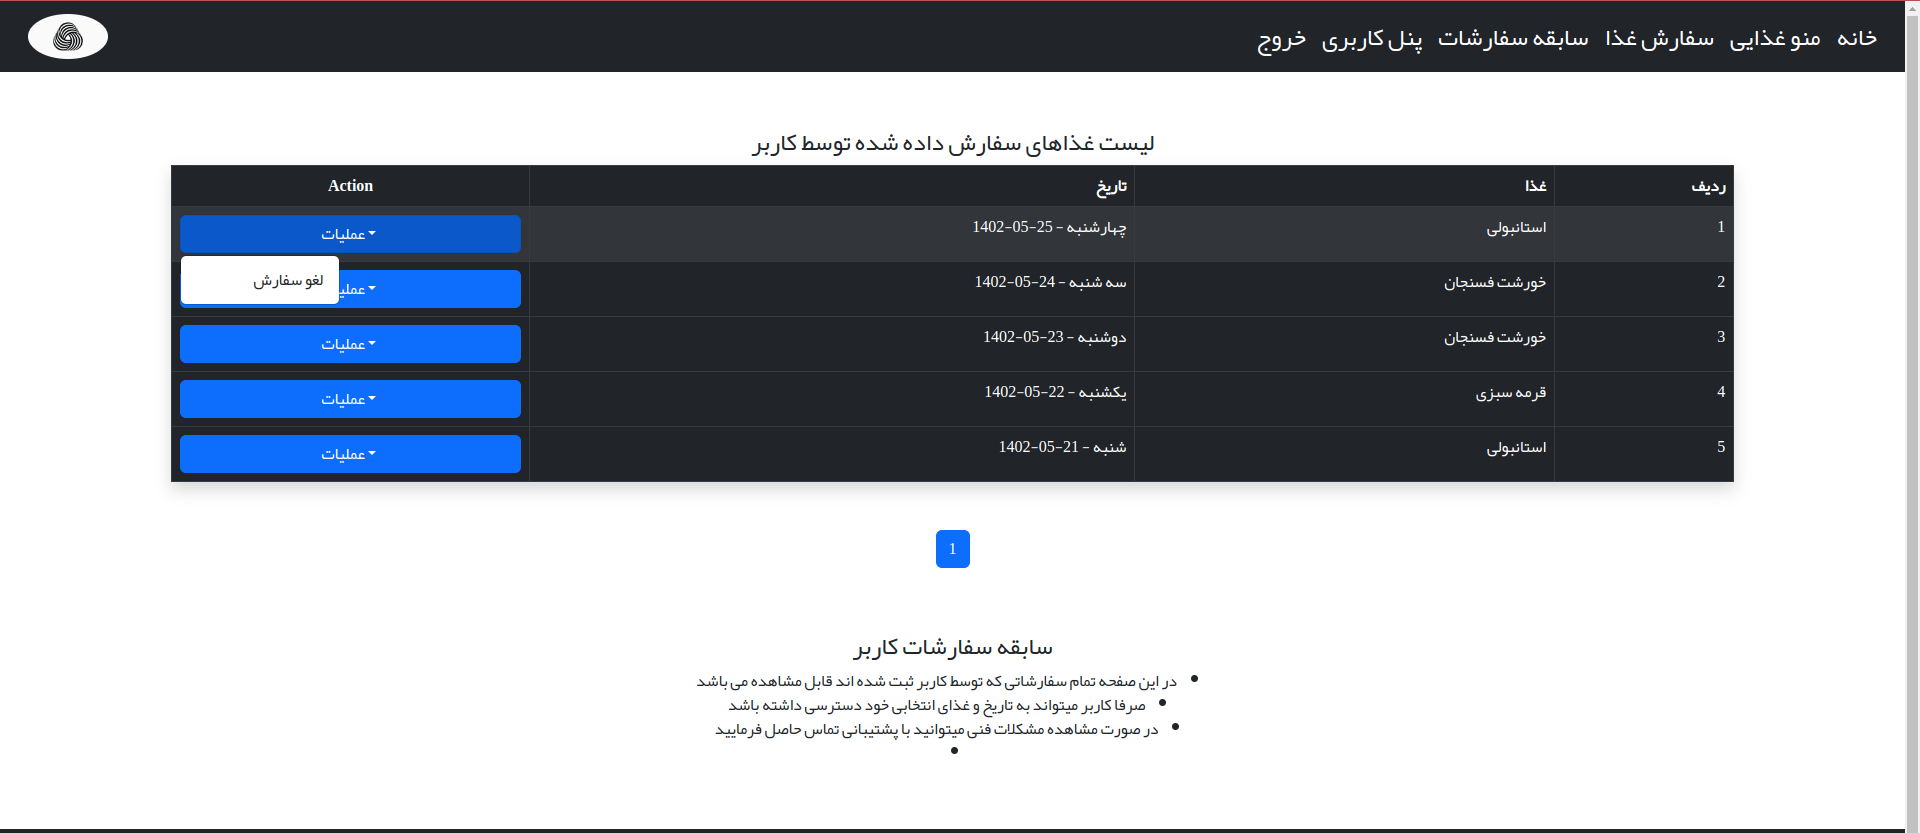 خانه منو غذایی سفارش غذا سابقه سفارشات پنل کاربری خروج
لیست غذاهای سفارش داده شده توسط کاربر
ردیف غذا تاریخ Action
1 استانبولی چهارشنبه - 25-05-1402 عملیات
لغو سفارش
2 خورشت فسنجان سه شنبه - 24-05-1402 عملی
3 خورشت فسنجان دوشنبه - 23-05-1402 عملیات
4 قرمه سبزی یکشنبه - 22-05-1402 عملیات
5 استانبولی شنبه - 21-05-1402 عملیات
1
سابقه سفارشات کاربر
در این صفحه تمام سفارشاتی که توسط کاربر ثبت شده اند قابل مشاهده می باشد
صرفا کاربر میتواند به تاریخ و غذای انتخابی خود دسترسی داشته باشد
در صورت مشاهده مشکلات فنی میتوانید با پشتیبانی تماس حاصل فرمایید